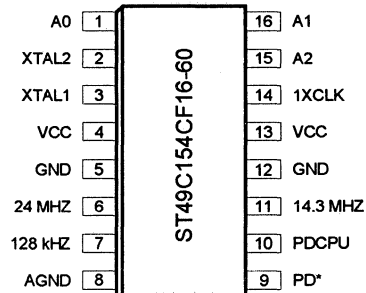 A0 1 16 A1
XTAL2 2 15 A2
XTAL1 3 14 1XCLK
VCC 4 13 VCC
GND 5 12 GND
24 MHZ 6 11 14.3 MHZ
128 kHZ 7 10 PDCPU
AGND 8 9 PD*
ST49C154CF16-60